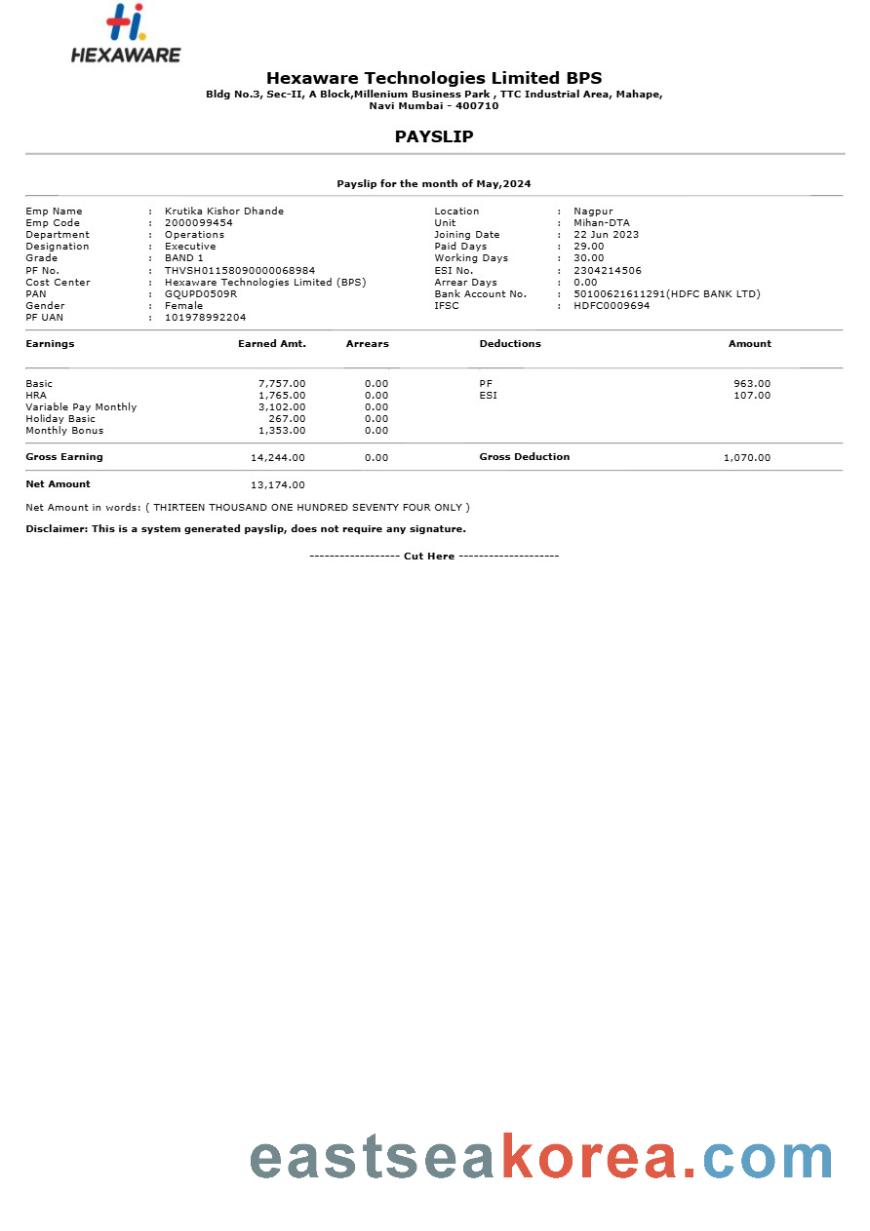 HEXAWARE
Hexaware Technologies Limited BPS
Bldg No.3, Sec-II, A Block,Millenium Business Park , TTC Industrial Area, Mahape,
Navi Mumbai - 400710
PAYSLIP
Payslip for the month of May,2024
Emp Name : Krutika Kishor Dhande Location : Nagpur
Emp Code : 2000099454 Unit : Mihan-DTA
Department : Operations Joining Date : 22 Jun 2023
Designation : Executive Paid Days : 29.00
Grade : BAND 1 Working Days : 30.00
PF No. : THVSH01158090000068984 ESI No. : 2304214506
Cost Center : Hexaware Technologies Limited (BPS) Arrear Days : 0.00
PAN : GQUPD0509R Bank Account No. : 50100621611291(HDFC BANK LTD)
Gender : Female IFSC : HDFC0009694
PF UAN : 101978992204
Earnings Earned Amt. Arrears Deductions Amount
Basic 7,757.00 0.00 PF 963.00
HRA 1,765.00 0.00 ESI 107.00
Variable Pay Monthly 3,102.00 0.00
Holiday Basic 267.00 0.00
Monthly Bonus 1,353.00 0.00
Gross Earning 14,244.00 0.00 Gross Deduction 1,070.00
Net Amount 13,174.00
Net Amount in words: ( THIRTEEN THOUSAND ONE HUNDRED SEVENTY FOUR ONLY )
Disclaimer: This is a system generated payslip, does not require any signature.
------------------ Cut Here --------------------
eastseakorea.com